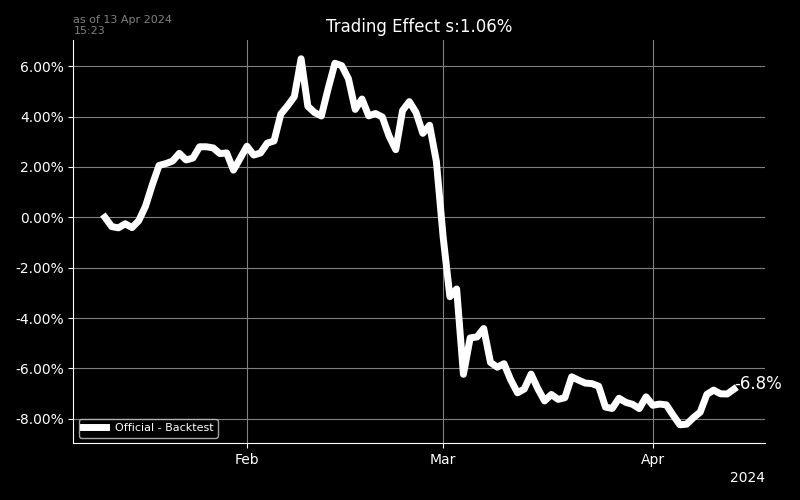 as of 13 Apr 2024
15:23
Trading Effect s:1.06%
6.00%
4.00%
2.00%
0.00%
-2.00%
-4.00%
-6.00%
-8.00%
-6.8%
Official - Backtest
Feb
Mar
Apr
2024